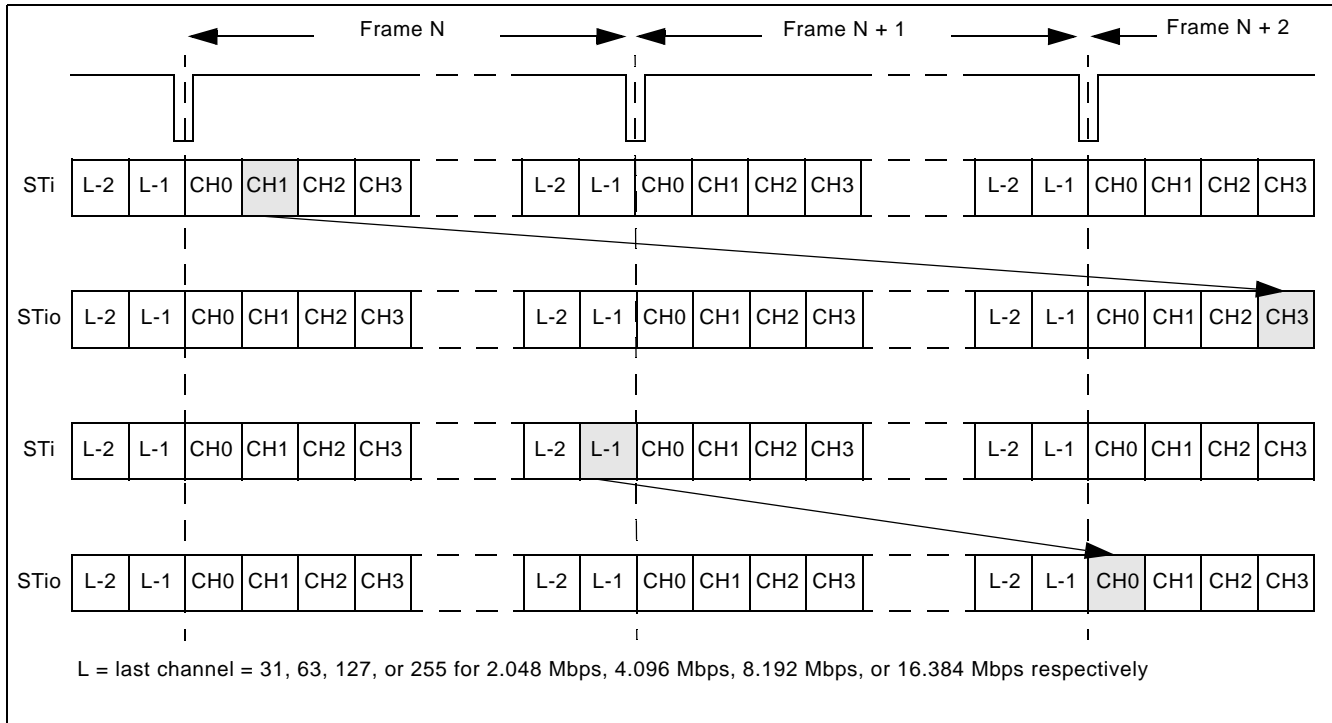 Frame N Frame N + 1 Frame N + 2
STi L-2 L-1 CH0 CH1 CH2 CH3 L-2 L-1 CH0 CH1 CH2 CH3 L-2 L-1 CH0 CH1 CH2 CH3
STio L-2 L-1 CH0 CH1 CH2 CH3 L-2 L-1 CH0 CH1 CH2 CH3 L-2 L-1 CH0 CH1 CH2 CH3
STi L-2 L-1 CH0 CH1 CH2 CH3 L-2 L-1 CH0 CH1 CH2 CH3 L-2 L-1 CH0 CH1 CH2 CH3
STio L-2 L-1 CH0 CH1 CH2 CH3 L-2 L-1 CH0 CH1 CH2 CH3 L-2 L-1 CH0 CH1 CH2 CH3
L = last channel = 31, 63, 127, or 255 for 2.048 Mbps, 4.096 Mbps, 8.192 Mbps, or 16.384 Mbps respectively